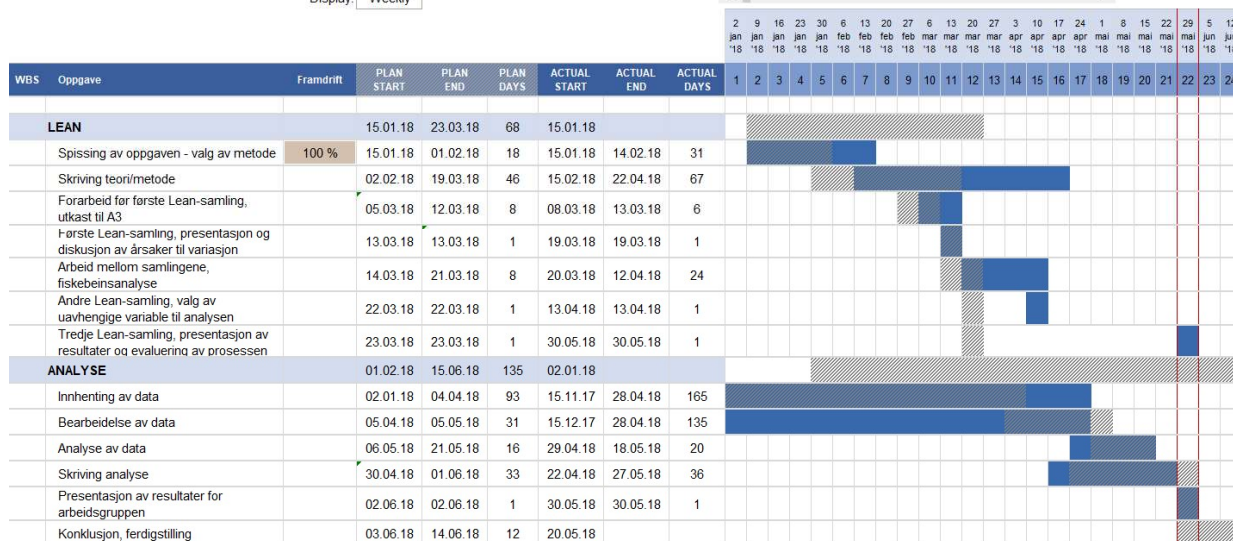 Display: Weekly
2 9 16 23 30 6 13 20 27 6 13 20 27 3 10 17 24 1 8 15 22 29 5 12
jan jan jan jan jan feb feb feb feb mar mar mar mar apr apr apr apr mai mai mai mai mai jun
'18 '18 '18 '18 '18 '18 '18 '18 '18 '18 '18 '18 '18 '18 '18 '18 '18 '18 '18 '18 '18 '18 '18
WBS Oppgave Framdrift PLAN START PLAN END PLAN DAYS ACTUAL START ACTUAL END ACTUAL DAYS 1 2 3 4 5 6 7 8 9 10 11 12 13 14 15 16 17 18 19 20 21 22 23 24
LEAN 15.01.18 23.03.18 68 15.01.18
Spissing av oppgaven - valg av metode 100 % 15.01.18 01.02.18 18 15.01.18 14.02.18 31
Skriving teori/metode 02.02.18 19.03.18 46 15.02.18 22.04.18 67
Forarbeid før første Lean-samling,
utkast til A3 05.03.18 12.03.18 8 08.03.18 13.03.18 6
Første Lean-samling, presentasjon og
diskusjon av årsaker til variasjon 13.03.18 13.03.18 1 19.03.18 19.03.18 1
Arbeid mellom samlingene,
fiskebeinsanalyse 14.03.18 21.03.18 8 20.03.18 12.04.18 24
Andre Lean-samling, valg av
uavhengige variable til analysen 22.03.18 22.03.18 1 13.04.18 13.04.18 1
Tredje Lean-samling, presentasjon av
resultater og evaluering av prosessen 23.03.18 23.03.18 1 30.05.18 30.05.18 1
ANALYSE 01.02.18 15.06.18 135 02.01.18
Innhenting av data 02.01.18 04.04.18 93 15.11.17 28.04.18 165
Bearbeidelse av data 05.04.18 05.05.18 31 15.12.17 28.04.18 135
Analyse av data 06.05.18 21.05.18 16 29.04.18 18.05.18 20
Skriving analyse 30.04.18 01.06.18 33 22.04.18 27.05.18 36
Presentasjon av resultater for
arbeidsgruppen 02.06.18 02.06.18 1 30.05.18 30.05.18 1
Konklusjon, ferdigstilling 03.06.18 14.06.18 12 20.05.18